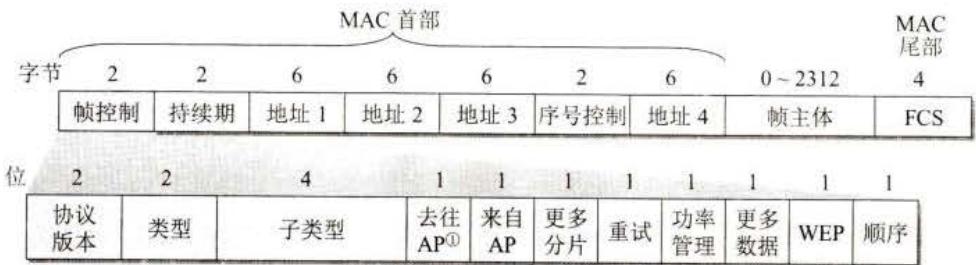 MAC 首部
MAC
尾部
字节 2 2 6 6 6 2 6 0 ~ 2312 4
帧控制 持续期 地址 1 地址 2 地址 3 序号控制 地址 4 帧主体 FCS
位 2 2 4 1 1 1 1 1 1 1 1
协议 去往 来自 更多 功率 更多
版本 类型 子类型 AP① AP 分片 重试 管理 数据 WEP 顺序